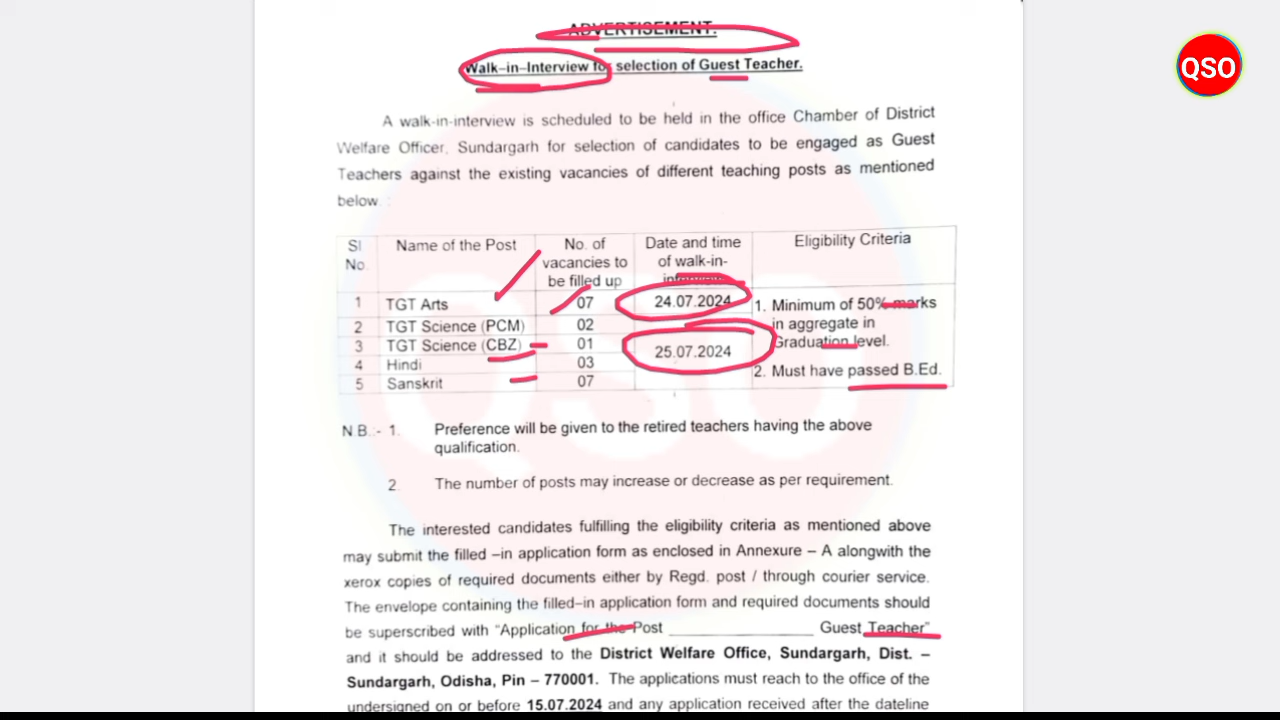 ADVERTISEMENT.
QSO
Walk–in–Interview for selection of Guest Teacher.
A walk-in-interview is scheduled to be held in the office Chamber of District
Welfare Officer, Sundargarh for selection of candidates to be engaged as Guest
Teachers against the existing vacancies of different teaching posts as mentioned
below :
Sl No. Name of the Post No. of vacancies to be filled up Date and time of walk-in-interview Eligibility Criteria
1 TGT Arts 07 24.07.2024 1. Minimum of 50% marks in aggregate in Graduation level.
2 TGT Science (PCM) 02 25.07.2024 2. Must have passed B.Ed.
3 TGT Science (CBZ) 01
4 Hindi 03
5 Sanskrit 07
QSO
N.B.:- 1. Preference will be given to the retired teachers having the above
qualification.
2. The number of posts may increase or decrease as per requirement.
The interested candidates fulfilling the eligibility criteria as mentioned above
may submit the filled –in application form as enclosed in Annexure – A alongwith the
xerox copies of required documents either by Regd. post / through courier service.
The envelope containing the filled–in application form and required documents should
be superscribed with “Application for the Post ________________ Guest Teacher”
and it should be addressed to the District Welfare Office, Sundargarh, Dist. –
Sundargarh, Odisha, Pin – 770001. The applications must reach to the office of the
undersigned on or before 15.07.2024 and any application received after the dateline